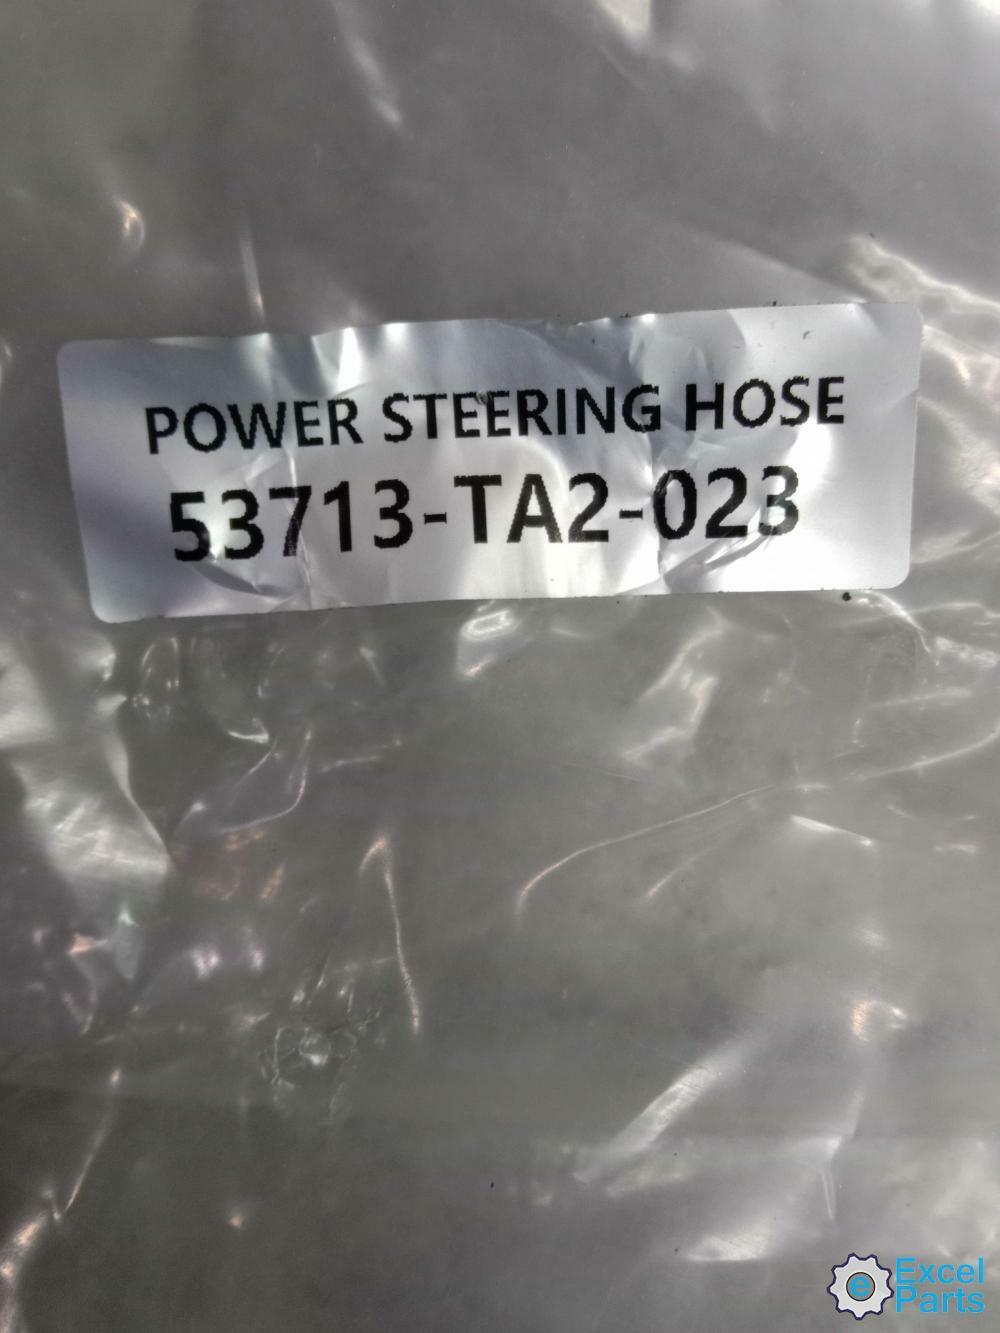 POWER STEERING HOSE
53713-TA2-023
e Excel
Parts